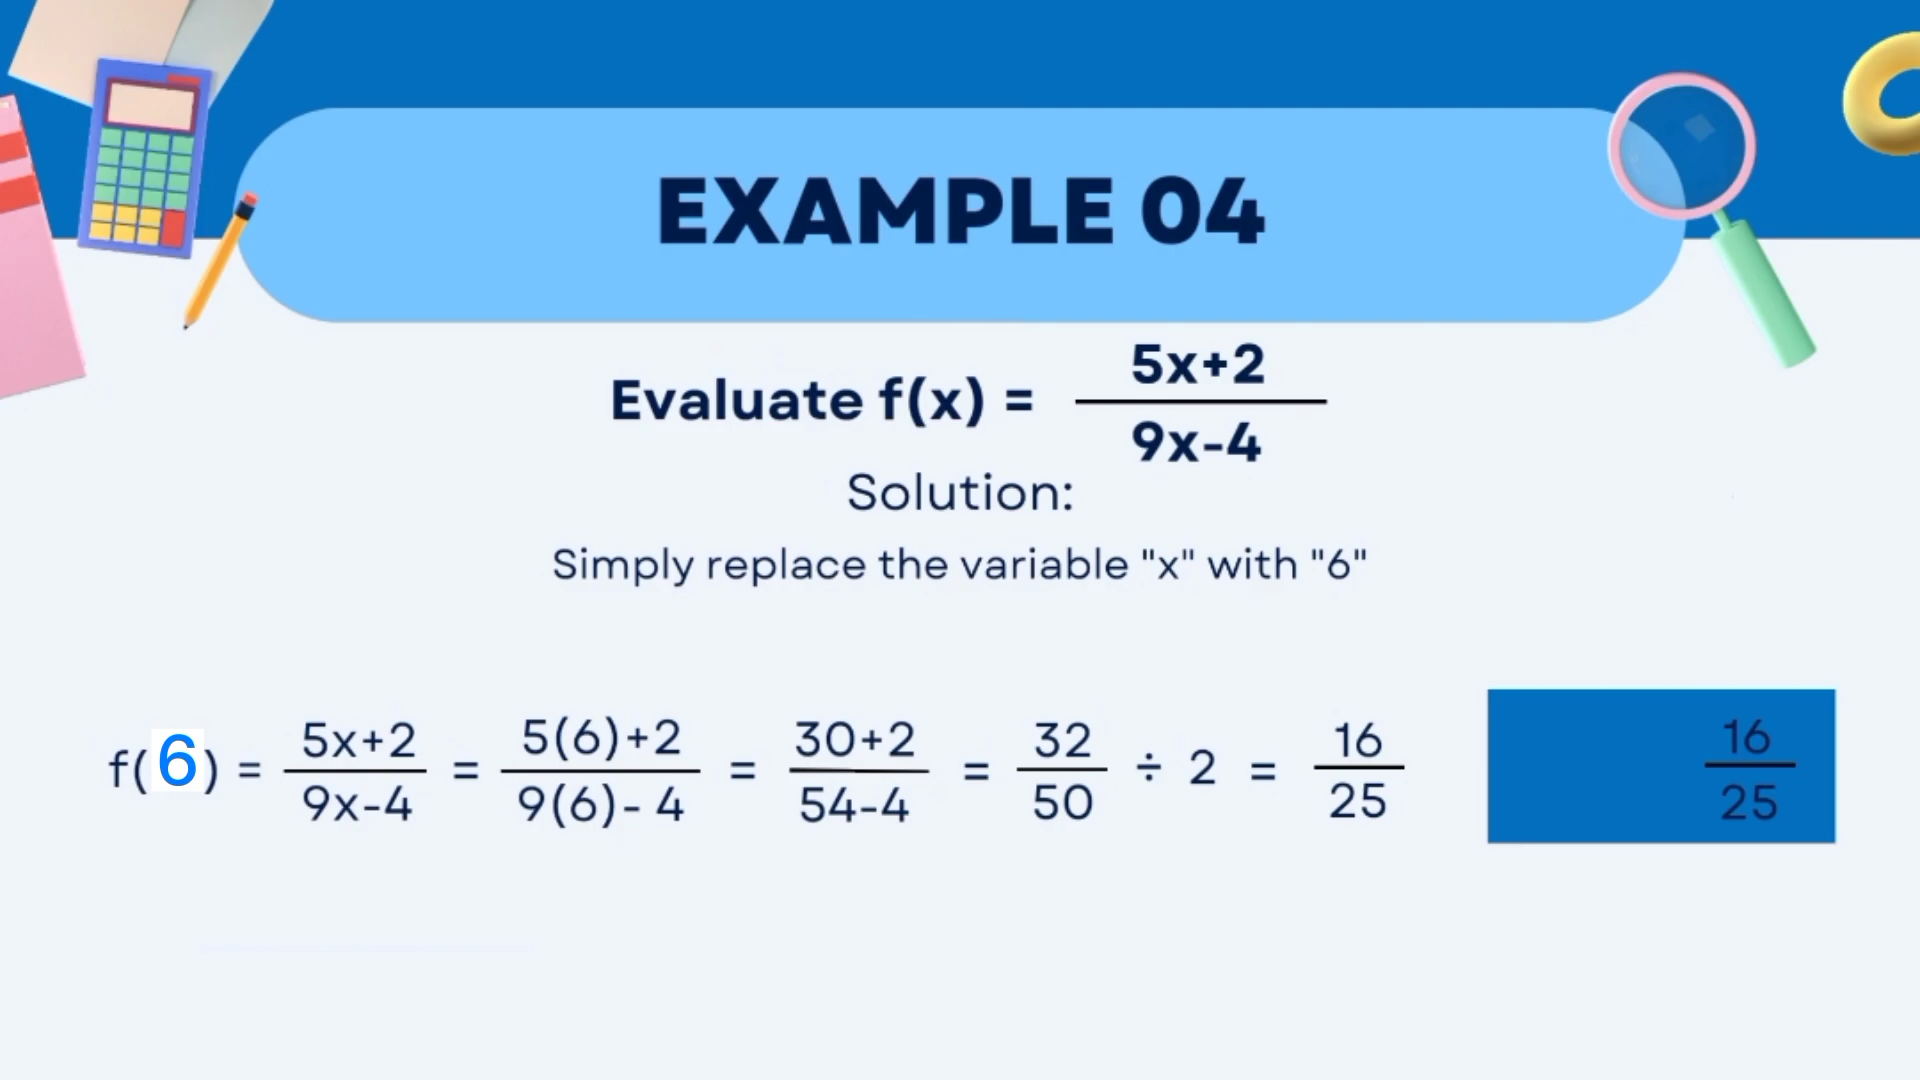 EXAMPLE 04
Evaluate f(x) = 5x+2
9x-4
Solution:
Simply replace the variable "x" with "6"
f(6) = 5x+2 = 5(6)+2 = 30+2 = 32 ÷ 2 = 16 16
9x-4 9(6)- 4 54-4 50 25 25